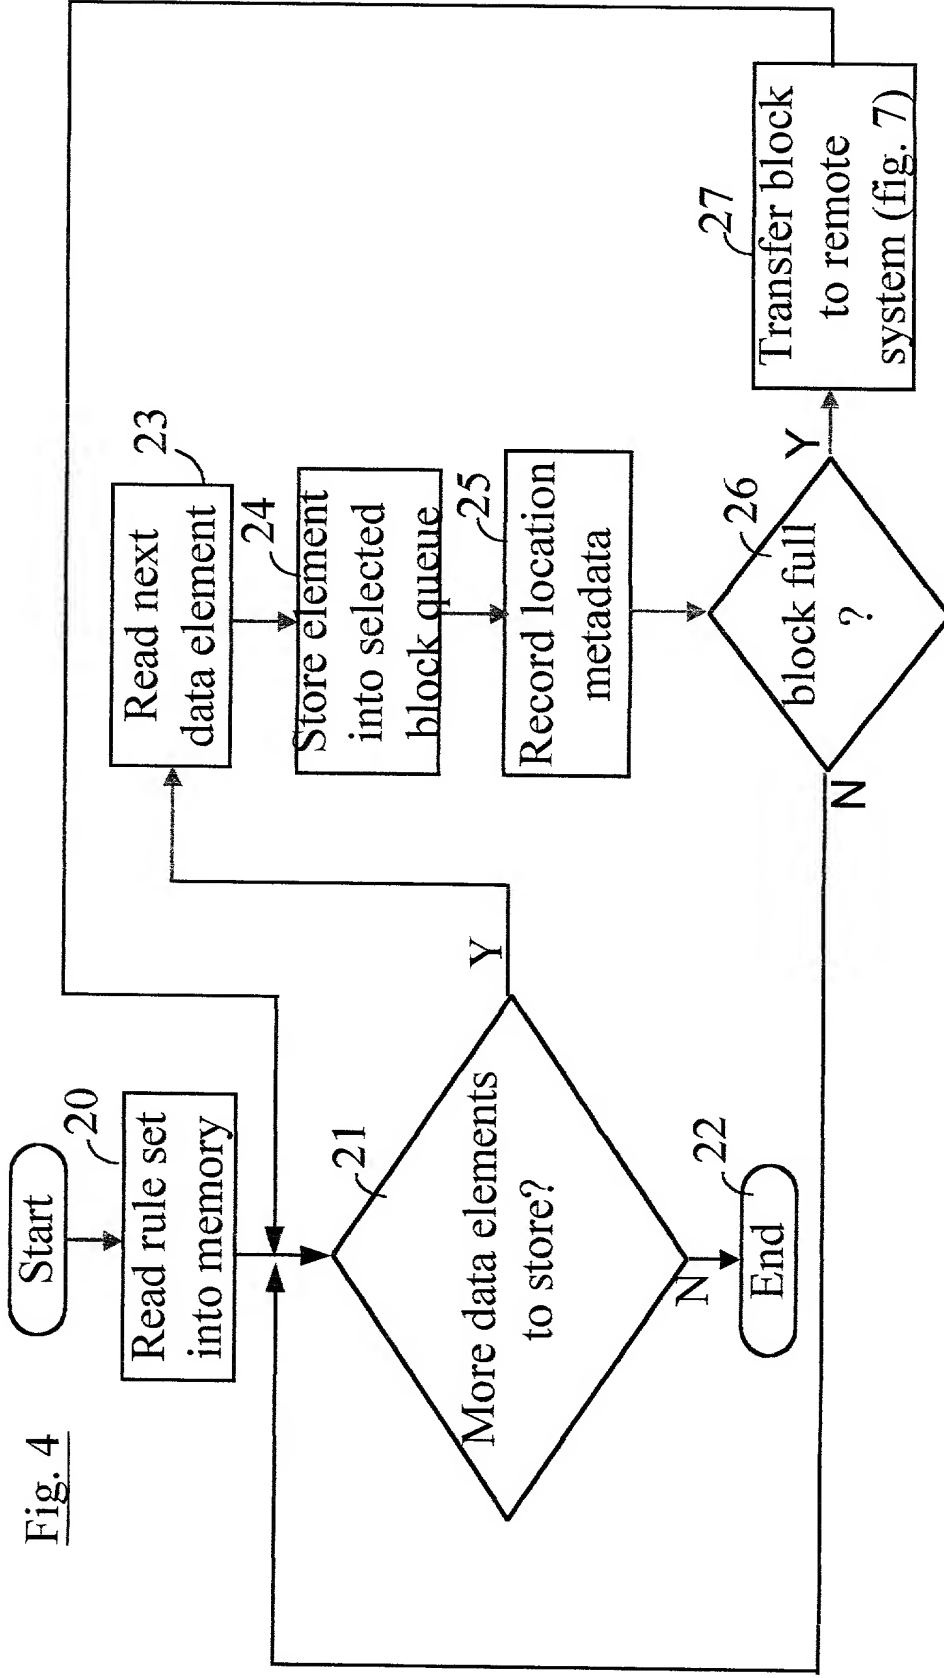 Fig. 4
Start
20
Read rule set
into memory
21
More data elements
to store?
Y
N
22
End
23
Read next
data element
24
Store element
into selected
block queue
25
Record location
metadata
26
block full
?
Y
N
27
Transfer block
to remote
system (fig. 7)